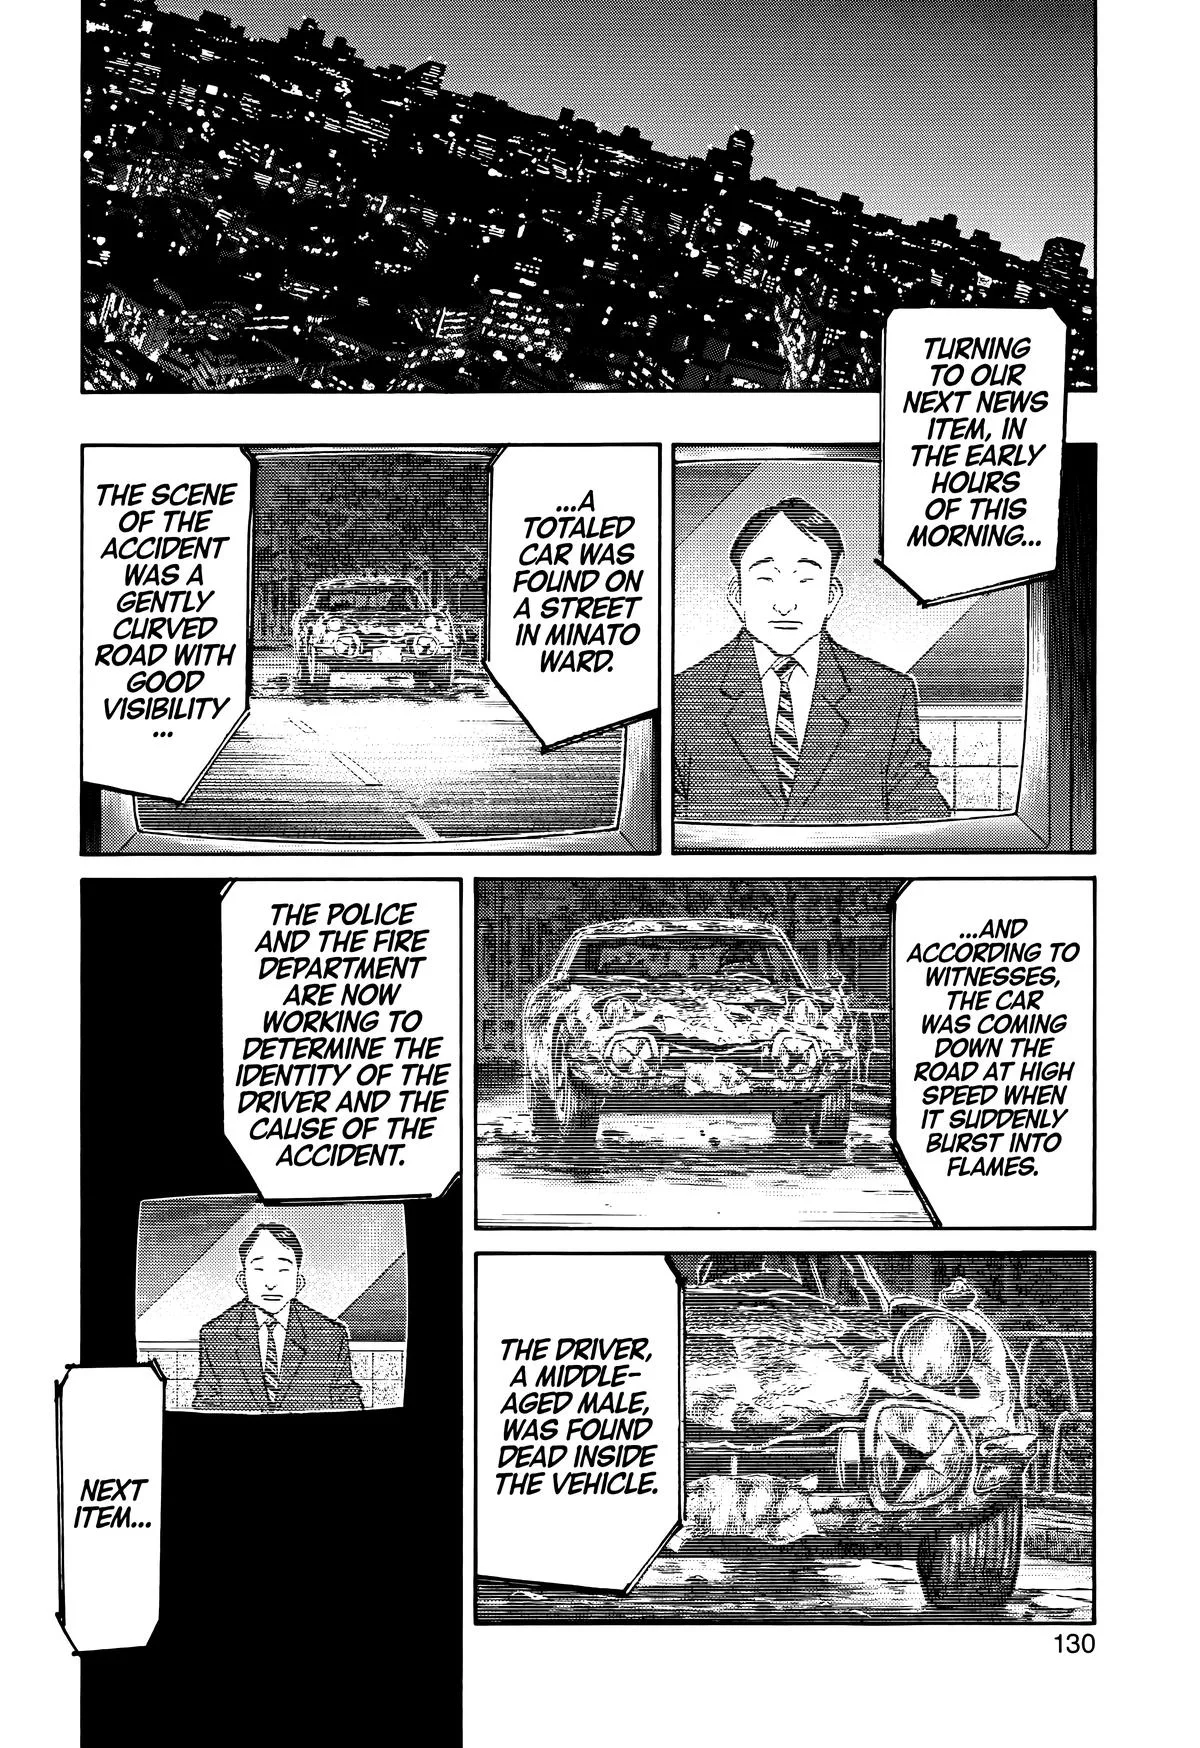 TURNING
TO OUR
NEXT NEWS
ITEM, IN
THE EARLY
HOURS
OF THIS
MORNING...
...A
TOTALED
CAR WAS
FOUND ON
A STREET
IN MINATO
WARD.
THE SCENE
OF THE
ACCIDENT
WAS A
GENTLY
CURVED
ROAD WITH
GOOD
VISIBILITY
...
...AND
ACCORDING TO
WITNESSES,
THE CAR
WAS COMING
DOWN THE
ROAD AT HIGH
SPEED WHEN
IT SUDDENLY
BURST INTO
FLAMES.
THE DRIVER,
A MIDDLE-
AGED MALE,
WAS FOUND
DEAD INSIDE
THE VEHICLE.
THE POLICE
AND THE FIRE
DEPARTMENT
ARE NOW
WORKING TO
DETERMINE THE
IDENTITY OF THE
DRIVER AND THE
CAUSE OF THE
ACCIDENT.
NEXT
ITEM...
130